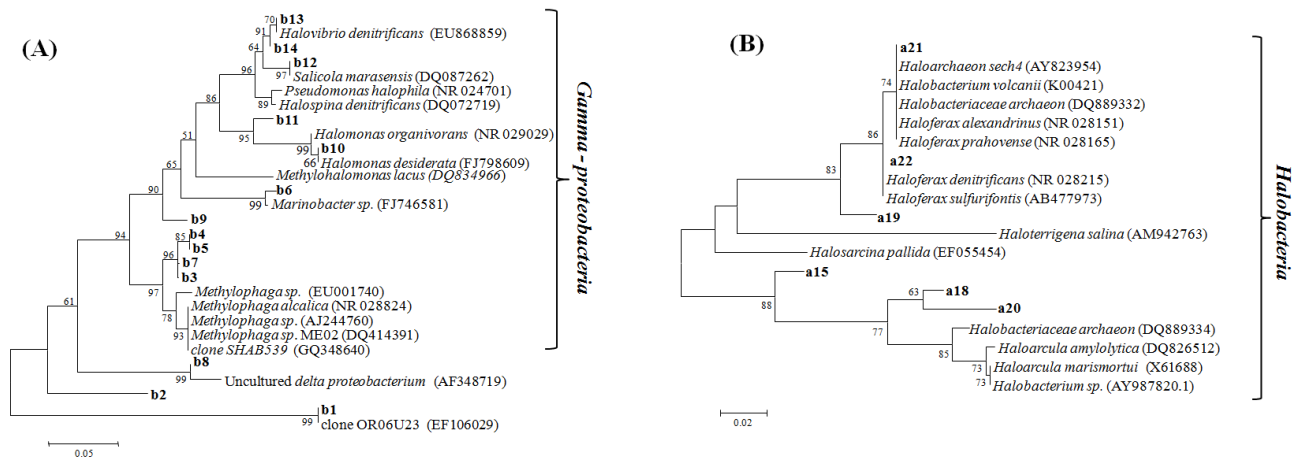 (A)
70
b13
91
Halovibrio denitrificans (EU868859)
64
b14
b12
96
97
Salicola marasensis (DQ087262)
86
Pseudomonas halophila (NR 024701)
89
Halospina denitrificans (DQ072719)
b11
51
95
Halomonas organivorans (NR 029029)
99
b10
66
Halomonas desiderata (FJ798609)
65
Methylohalomonas lacus (DQ834966)
b6
90
99
Marinobacter sp. (FJ746581)
b9
94
85
b4
b5
96
b7
b3
97
Methylophaga sp. (EU001740)
61
Methylophaga alcalica (NR 028824)
78
Methylophaga sp. (AJ244760)
93
Methylophaga sp. ME02 (DQ414391)
clone SHAB539 (GQ348640)
b8
99
Uncultured delta proteobacterium (AF348719)
b2
b1
99
clone OR06U23 (EF106029)
0.05
Gamma - proteobacteria
(B)
a21
Haloarchaeon sech4 (AY823954)
74
Halobacterium volcanii (K00421)
Halobacteriaceae archaeon (DQ889332)
Haloferax alexandrinus (NR 028151)
86
Haloferax prahovense (NR 028165)
a22
83
Haloferax denitrificans (NR 028215)
Haloferax sulfurifontis (AB477973)
a19
Haloterrigena salina (AM942763)
Halosarcina pallida (EF055454)
a15
88
63
a18
a20
77
Halobacteriaceae archaeon (DQ889334)
85
Haloarcula amylolytica (DQ826512)
73
Haloarcula marismortui (X61688)
73
Halobacterium sp. (AY987820.1)
0.02
Halobacteria